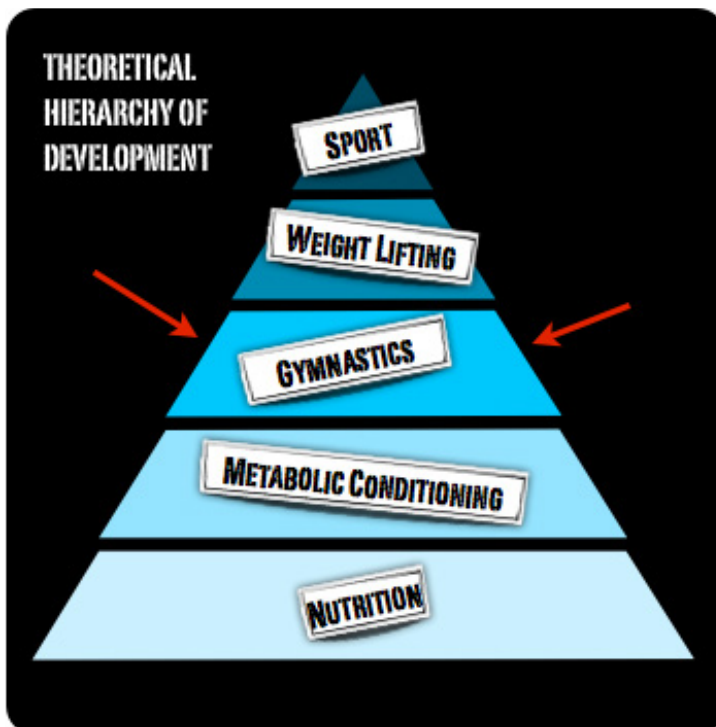 THEORETICAL
HIERARCHY OF
DEVELOPMENT
SPORT
WEIGHT LIFTING
GYMNASTICS
METABOLIC CONDITIONING
NUTRITION